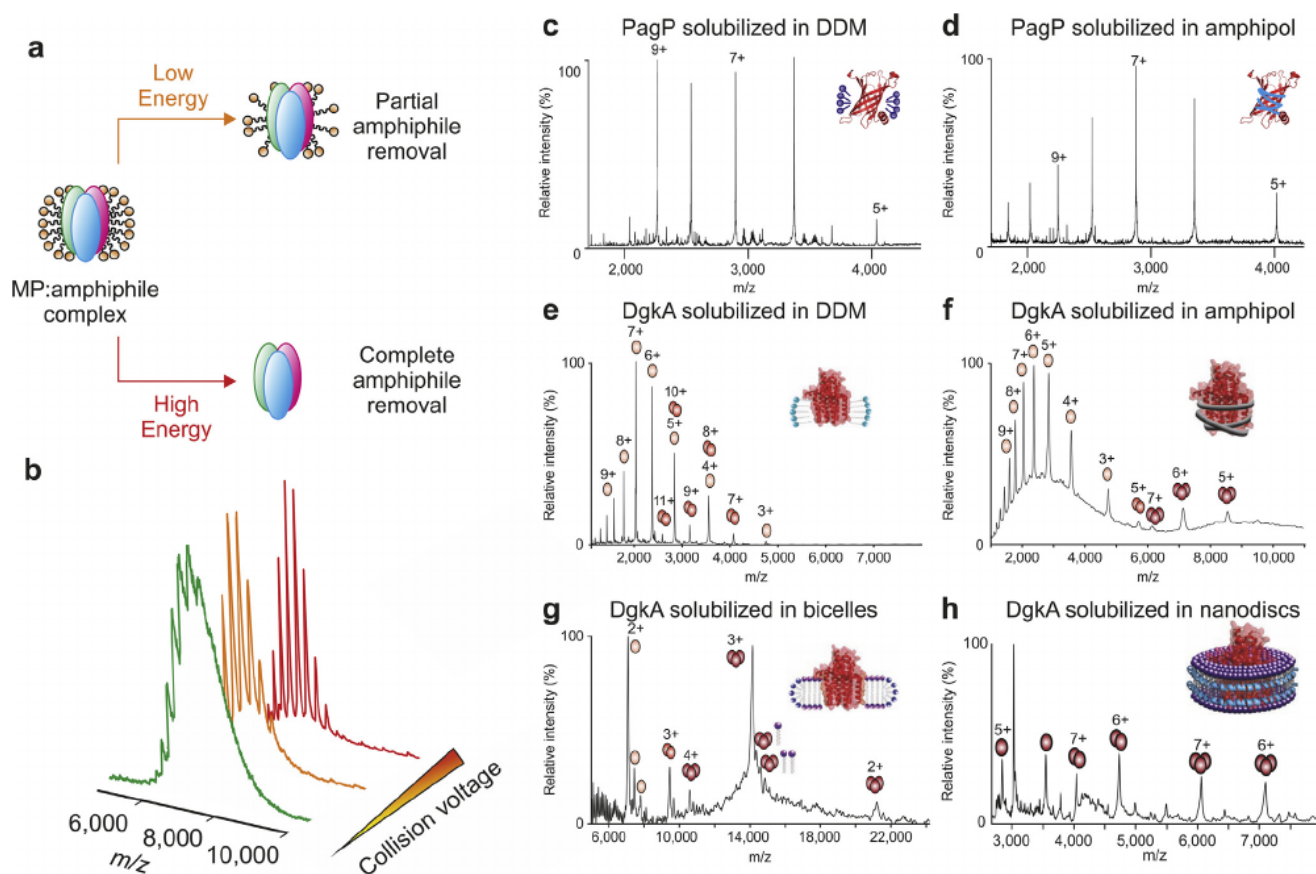 a
Low
Energy
Partial
amphiphile
removal
MP:amphiphile
complex
High
Energy
Complete
amphiphile
removal
b
6,000
8,000
10,000
m/z
Collision voltage
c
PagP solubilized in DDM
Relative intensity (%)
100
0
9+
7+
5+
2,000
3,000
4,000
m/z
d
PagP solubilized in amphipol
Relative intensity (%)
100
0
9+
7+
5+
2,000
3,000
4,000
m/z
e
DgkA solubilized in DDM
Relative intensity (%)
100
0
9+
8+
7+
6+
11+
10+
5+
9+
8+
4+
7+
3+
2,000
3,000
4,000
5,000
6,000
7,000
m/z
f
DgkA solubilized in amphipol
Relative intensity (%)
100
0
9+
8+
7+
6+
5+
4+
3+
5+
7+
6+
5+
2,000
4,000
6,000
8,000
10,000
m/z
g
DgkA solubilized in bicelles
Relative intensity (%)
100
0
2+
3+
4+
3+
2+
6,000
10,000
14,000
18,000
22,000
m/z
h
DgkA solubilized in nanodiscs
Relative intensity (%)
100
0
5+
7+
6+
7+
6+
3,000
4,000
5,000
6,000
7,000
m/z